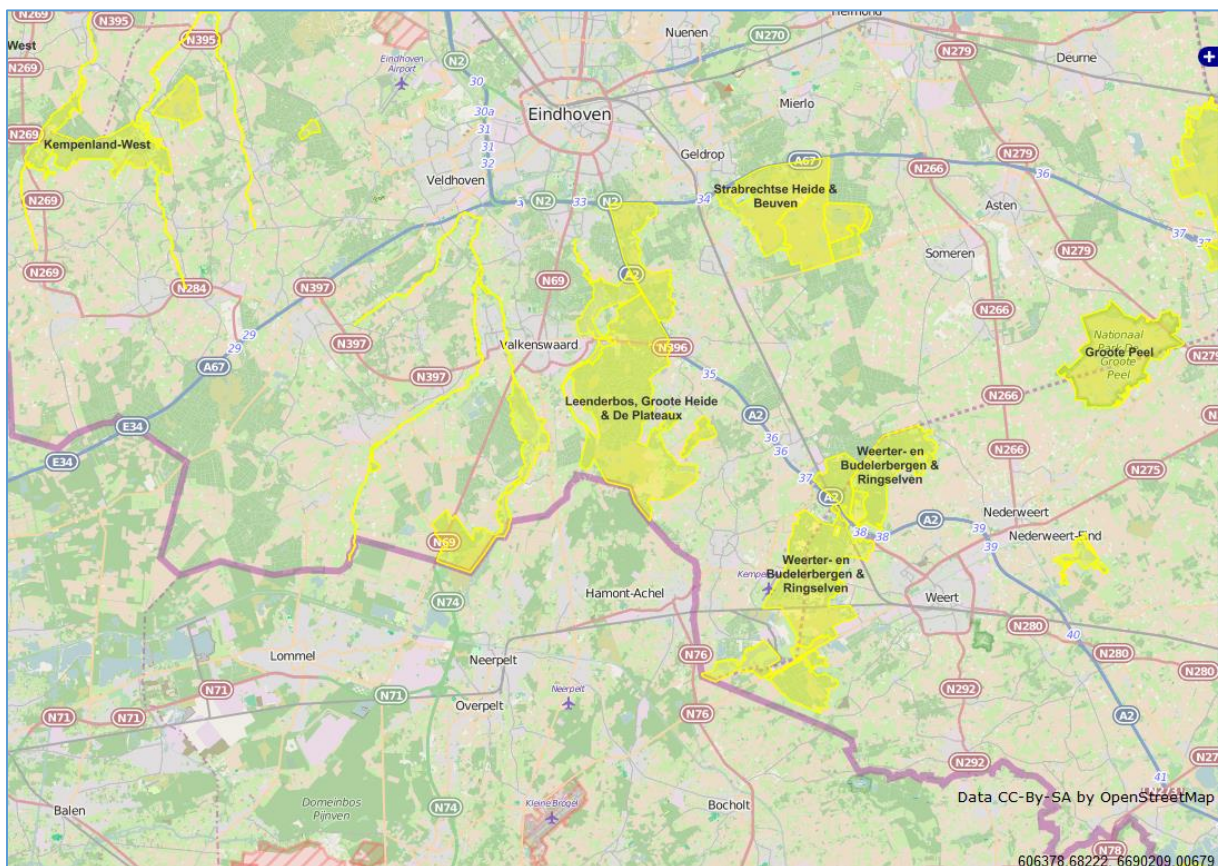 N269
N395
Nuenen
Helmond
N270
N279
West
Eindhoven
Airport
N2
Deurne
N269
30
Eindhoven
Mierlo
30a
31
31
32
N269
Kempenland-West
Geldrop
A67
N279
N266
36
Veldhoven
Strabrechtse Heide &
Beuven
N269
N2
33
N2
34
Asten
37
37
N279
Someren
N269
N284
N397
N69
A2
N266
Nationaal
Park De
Groote
Peel
Groote Peel
N279
29
29
N397
Valkenswaard
N396
A67
N397
35
Leenderbos, Groote Heide
& De Plateaux
A2
N266
E34
E34
36
36
N266
Weerter- en
Budelerbergen &
Ringselven
N275
37
A2
Nederweert
N69
38
38
A2
39
39
Nederweert-Eind
Weerter- en
Budelerbergen &
Ringselven
N74
Hamont-Achel
Weert
N280
40
Lommel
Neerpelt
N76
N280
N280
N71
N71
N71
N71
Overpelt
Neerpelt
N76
N292
A2
N292
41
Data CC-By-SA by OpenStreetMap
Balen
Domeinbos
Pijnven
N74
Kleine Brogel
Bocholt
N78
606378.68222, 6690209.00679